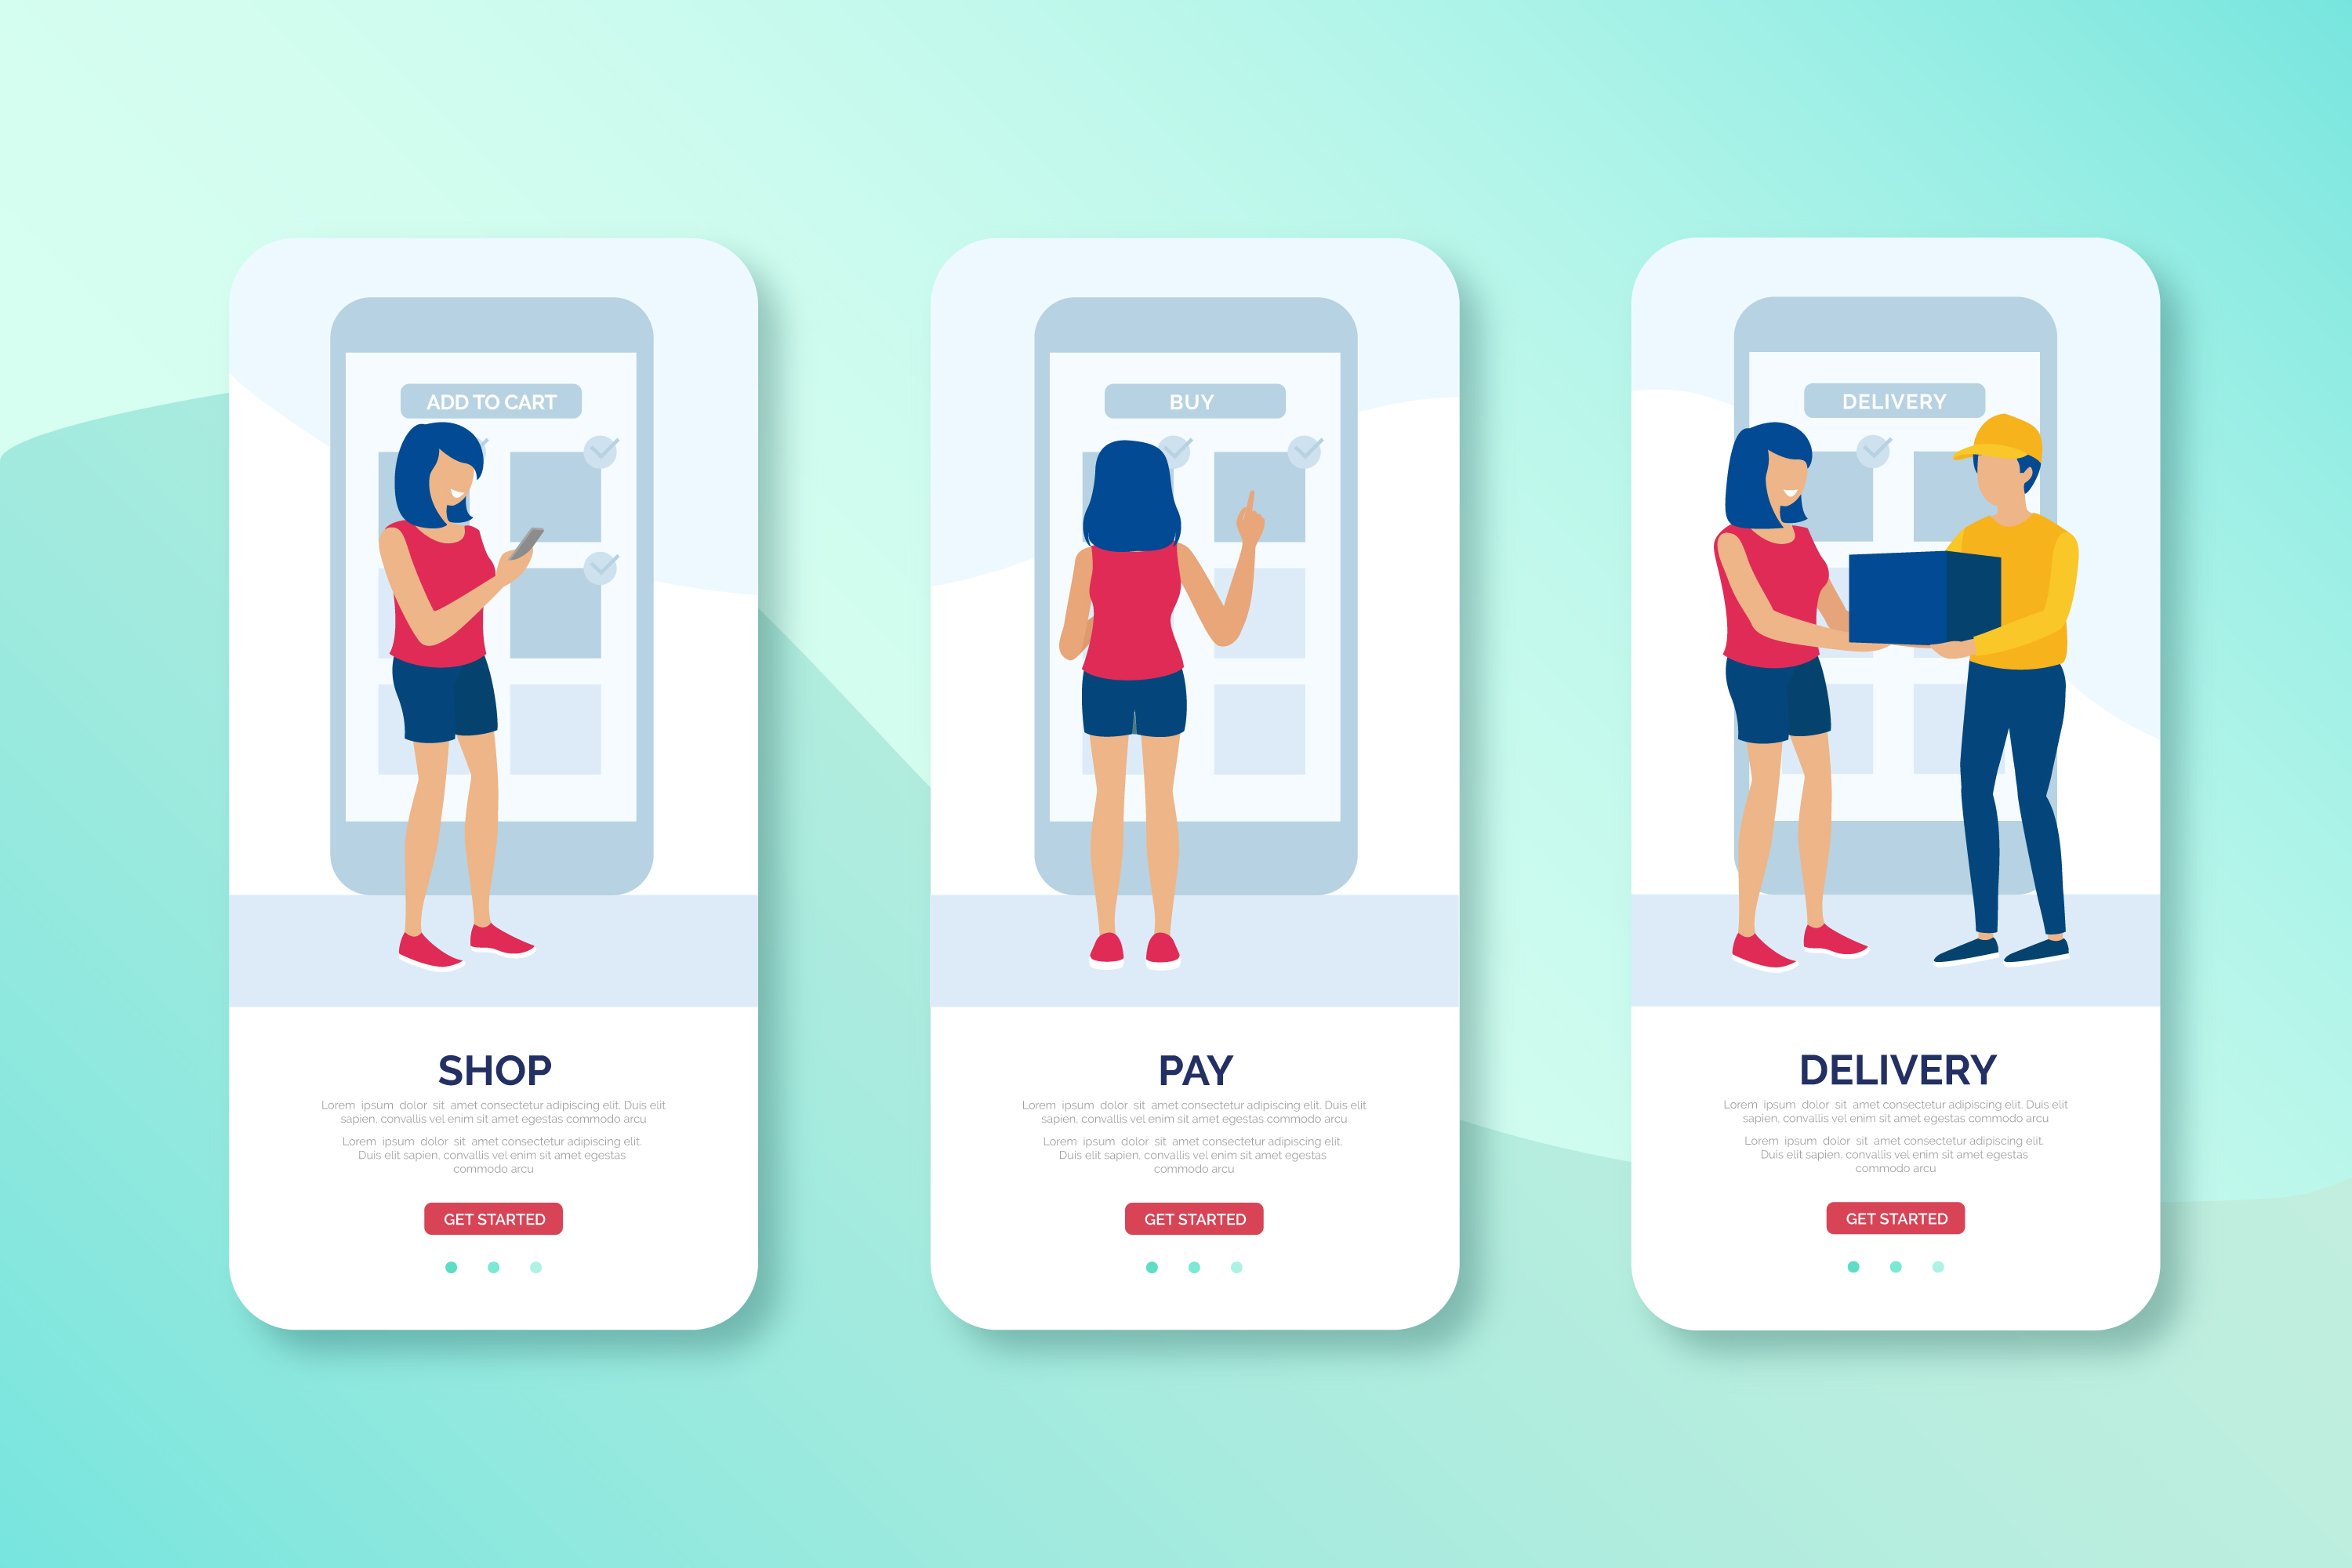 ADD TO CART
SHOP
Lorem ipsum dolor sit amet consectetur adipiscing elit. Duis elit
sapien, convallis vel enim sit amet egestas commodo arcu
Lorem ipsum dolor sit amet consectetur adipiscing elit.
Duis elit sapien, convallis vel enim sit amet egestas
commodo arcu
GET STARTED
BUY
PAY
Lorem ipsum dolor sit amet consectetur adipiscing elit. Duis elit
sapien, convallis vel enim sit amet egestas commodo arcu
Lorem ipsum dolor sit amet consectetur adipiscing elit.
Duis elit sapien, convallis vel enim sit amet egestas
commodo arcu
GET STARTED
DELIVERY
DELIVERY
Lorem ipsum dolor sit amet consectetur adipiscing elit. Duis elit
sapien, convallis vel enim sit amet egestas commodo arcu
Lorem ipsum dolor sit amet consectetur adipiscing elit.
Duis elit sapien, convallis vel enim sit amet egestas
commodo arcu
GET STARTED